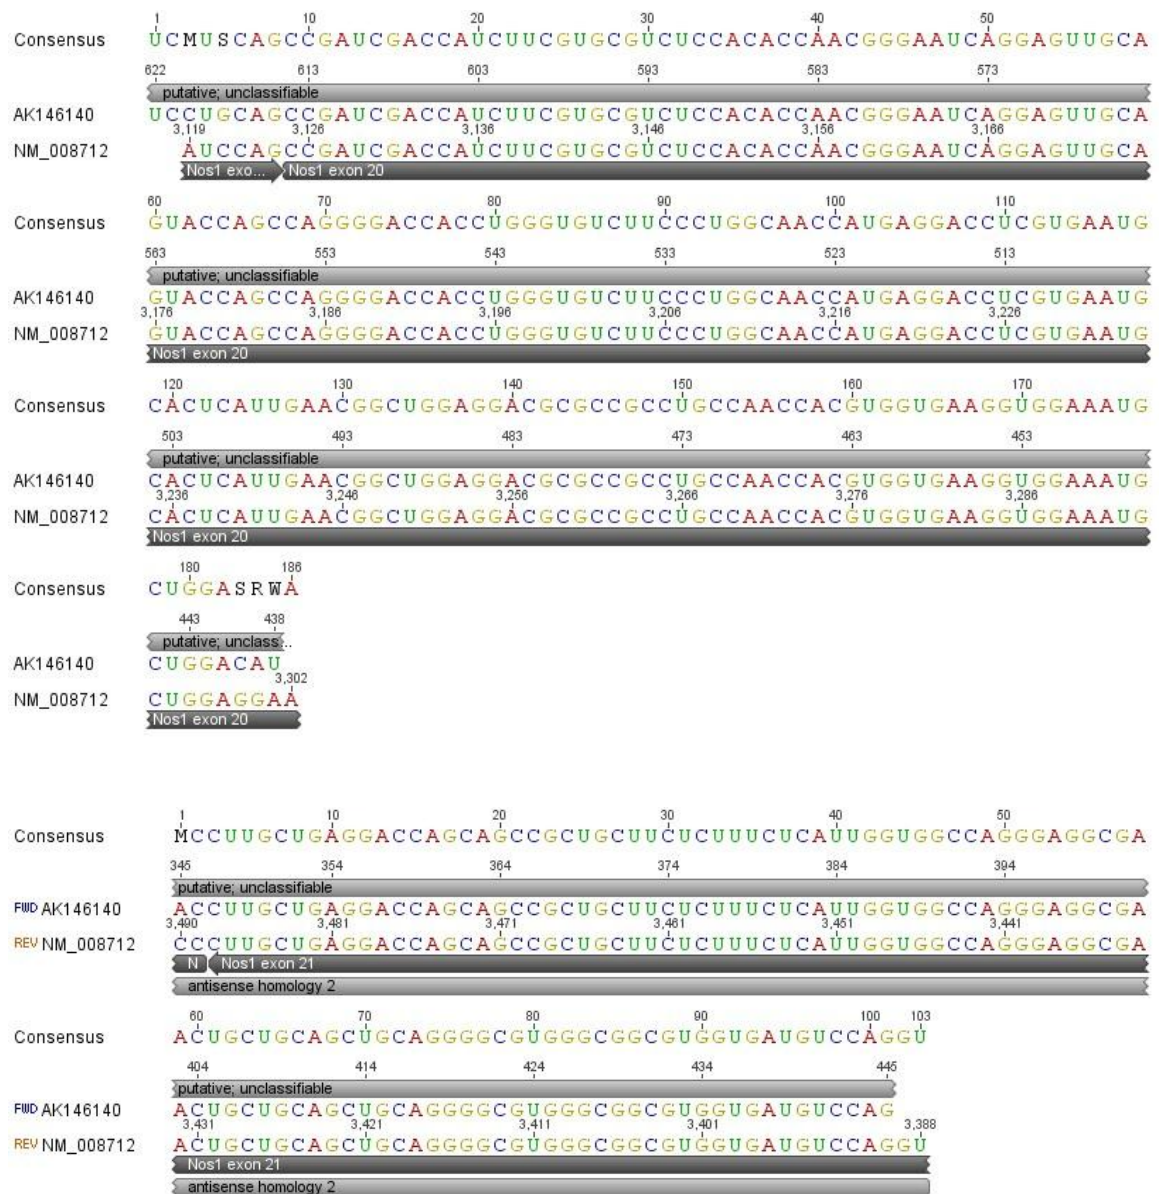 1 10 20 30 40 50
Consensus UCMUSCAGCCGAUCGACCAUCUUCGUGCGUCUCCACACCAACGGGAAUCAGGAGUUGCA
622 613 603 593 583 573
putative; unclassifiable
AK146140 UCCUGCAGCCGAUCGACCAUCUUCGUGCGUCUCCACACCAACGGGAAUCAGGAGUUGCA
3,119 3,126 3,136 3,146 3,156 3,166
NM_008712 AUCCAGCCGAUCGACCAUCUUCGUGCGUCUCCACACCAACGGGAAUCAGGAGUUGCA
Nos1 exo... Nos1 exon 20
60 70 80 90 100 110
Consensus GUACCAGCCAGGGGACCACCUGGGUGUCUUCCCUGGCAACCAUGAGGACCUCGUGAAUG
563 553 543 533 523 513
putative; unclassifiable
AK146140 GUACCAGCCAGGGGACCACCUGGGUGUCUUCCCUGGCAACCAUGAGGACCUCGUGAAUG
3,176 3,186 3,196 3,206 3,216 3,226
NM_008712 GUACCAGCCAGGGGACCACCUGGGUGUCUUCCCUGGCAACCAUGAGGACCUCGUGAAUG
Nos1 exon 20
120 130 140 150 160 170
Consensus CACUCAUUGAACGGCUGGAGGACGCGCCGCCUGCCAACCACGUGGUGAAGGUGGAAAUG
503 493 483 473 463 453
putative; unclassifiable
AK146140 CACUCAUUGAACGGCUGGAGGACGCGCCGCCUGCCAACCACGUGGUGAAGGUGGAAAUG
3,236 3,246 3,256 3,266 3,276 3,286
NM_008712 CACUCAUUGAACGGCUGGAGGACGCGCCGCCUGCCAACCACGUGGUGAAGGUGGAAAUG
Nos1 exon 20
180 186
Consensus CUGGASRWA
443 438
putative; unclass...
AK146140 CUGGACAU
3,302
NM_008712 CUGGAGGAA
Nos1 exon 20
1 10 20 30 40 50
Consensus MCCUUGCUGAGGACCAGCAGCCGCUGCUUCUCUUUCUCAUUGGUGGCCAGGGAGGCGA
345 354 364 374 384 394
putative; unclassifiable
FWD AK146140 ACCUUGCUGAGGACCAGCAGCCGCUGCUUCUCUUUCUCAUUGGUGGCCAGGGAGGCGA
3,490 3,481 3,471 3,461 3,451 3,441
REV NM_008712 CCCUUGCUGAGGACCAGCAGCCGCUGCUUCUCUUUCUCAUUGGUGGCCAGGGAGGCGA
N Nos1 exon 21
antisense homology 2
60 70 80 90 100 103
Consensus ACUGCUGCAGCUGCAGGGGCGUGGGCGGCGUGGUGAUGUCCAGGU
404 414 424 434 445
putative; unclassifiable
FWD AK146140 ACUGCUGCAGCUGCAGGGGCGUGGGCGGCGUGGUGAUGUCCAG
3,431 3,421 3,411 3,401 3,388
REV NM_008712 ACUGCUGCAGCUGCAGGGGCGUGGGCGGCGUGGUGAUGUCCAGGU
Nos1 exon 21
antisense homology 2